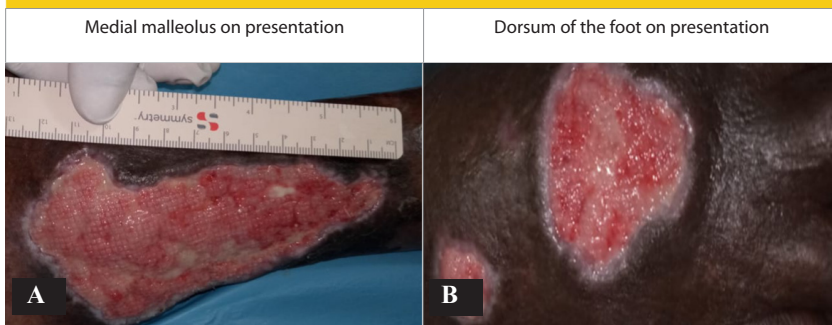 Medial malleolus on presentation
Dorsum of the foot on presentation
symmetry
A
B